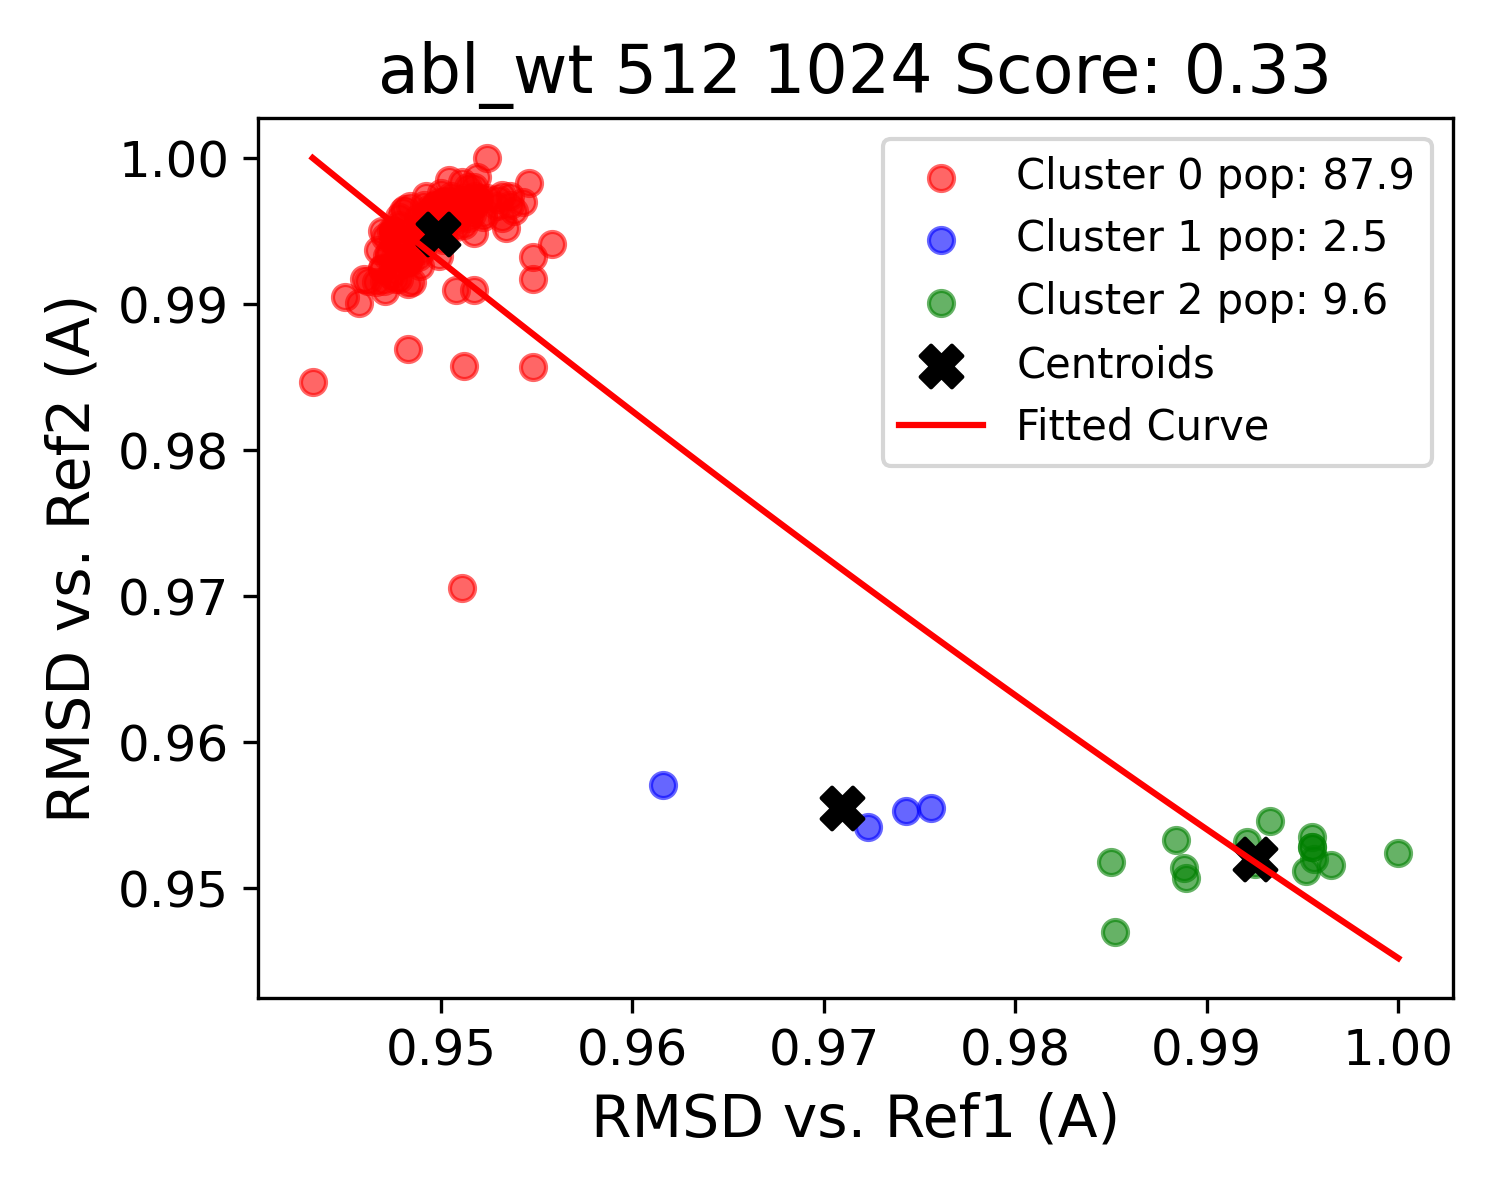 abl_wt 512 1024 Score: 0.33
1.00
0.99
0.98
0.97
0.96
0.95
RMSD vs. Ref2 (A)
Cluster 0 pop: 87.9
Cluster 1 pop: 2.5
Cluster 2 pop: 9.6
Centroids
Fitted Curve
0.95 0.96 0.97 0.98 0.99 1.00
RMSD vs. Ref1 (A)